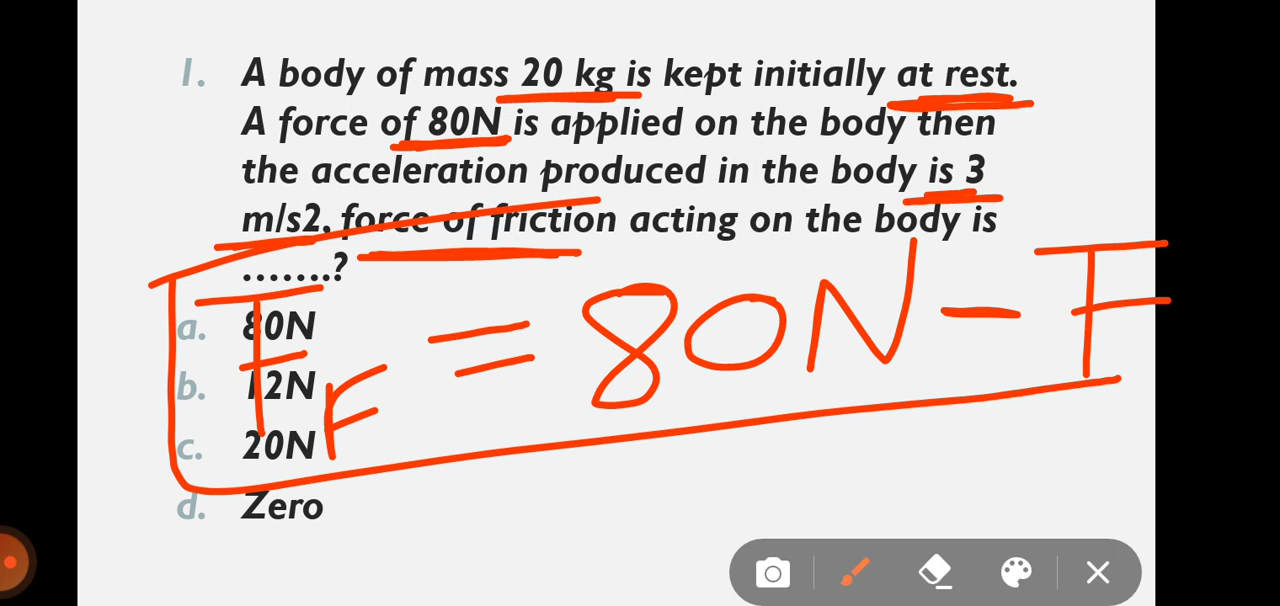 1. A body of mass 20 kg is kept initially at rest.
A force of 80N is applied on the body then
the acceleration produced in the body is 3
m/s2, force of friction acting on the body is
.......?
a. 80N
b. 12N
c. 20N
d. Zero
F_F = 80N - F